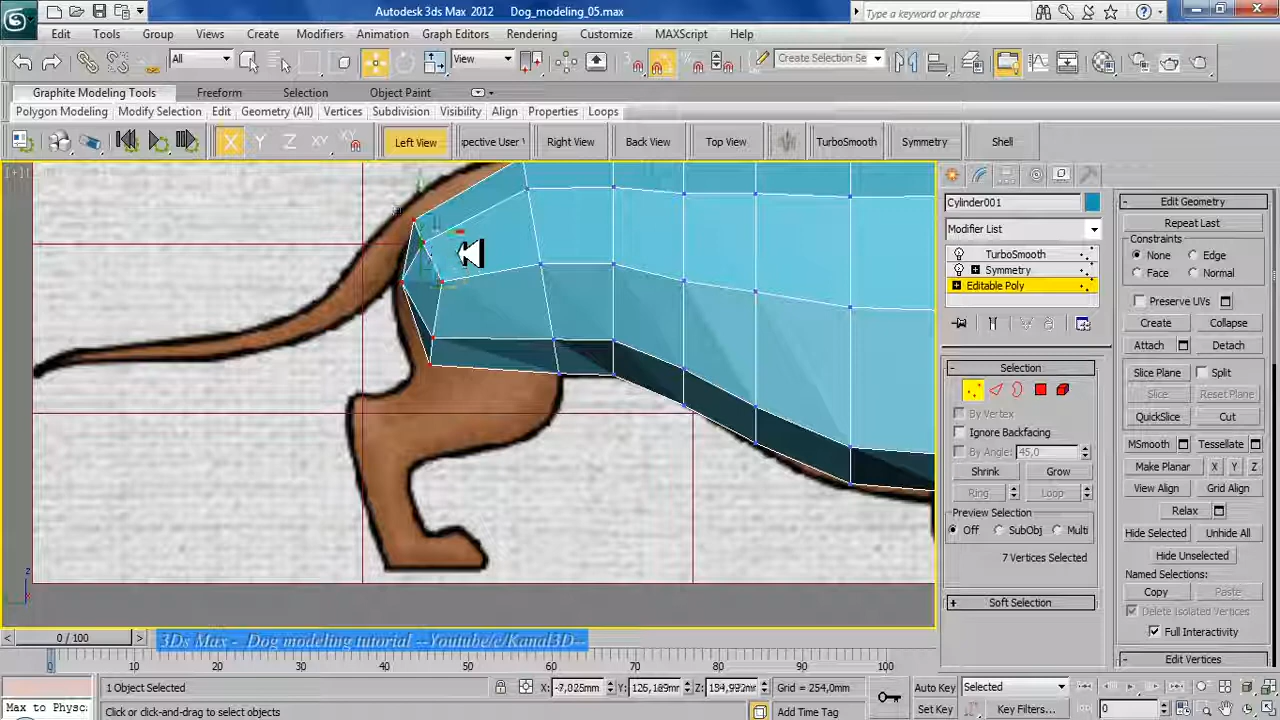 Autodesk 3ds Max 2012 Dog_modeling_05.max
Type a keyword or phrase
Edit Tools Group Views Create Modifiers Animation Graph Editors Rendering Customize MAXScript Help
All View Create Selection Se
Graphite Modeling Tools Freeform Selection Object Paint
Polygon Modeling Modify Selection Edit Geometry (All) Vertices Subdivision Visibility Align Properties Loops
X Y Z XY XY Left View spective User Right View Back View Top View TurboSmooth Symmetry Shell
Cylinder001
Modifier List
TurboSmooth
Symmetry
Editable Poly
Selection
By Vertex
Ignore Backfacing
By Angle: 45,0
Shrink Grow
Ring Loop
Preview Selection
Off SubObj Multi
7 Vertices Selected
Soft Selection
Edit Geometry
Repeat Last
Constraints
None Edge
Face Normal
Preserve UVs
Create Collapse
Attach Detach
Slice Plane Split
Slice Reset Plane
QuickSlice Cut
MSmooth Tessellate
Make Planar X Y Z
View Align Grid Align
Relax
Hide Selected Unhide All
Hide Unselected
Named Selections:
Copy Paste
Delete Isolated Vertices
Full Interactivity
Edit Vertices
0 / 100
3Ds Max - Dog modeling tutorial --Youtube/c/Kanal3D--
0 10 20 30 40 50 60 70 80 90 100
1 Object Selected X: -7,025mm Y: 126,189mm Z: 194,992mm Grid = 254,0mm Auto Key Selected
Max to Physc Click or click-and-drag to select objects Add Time Tag Set Key Key Filters... 0